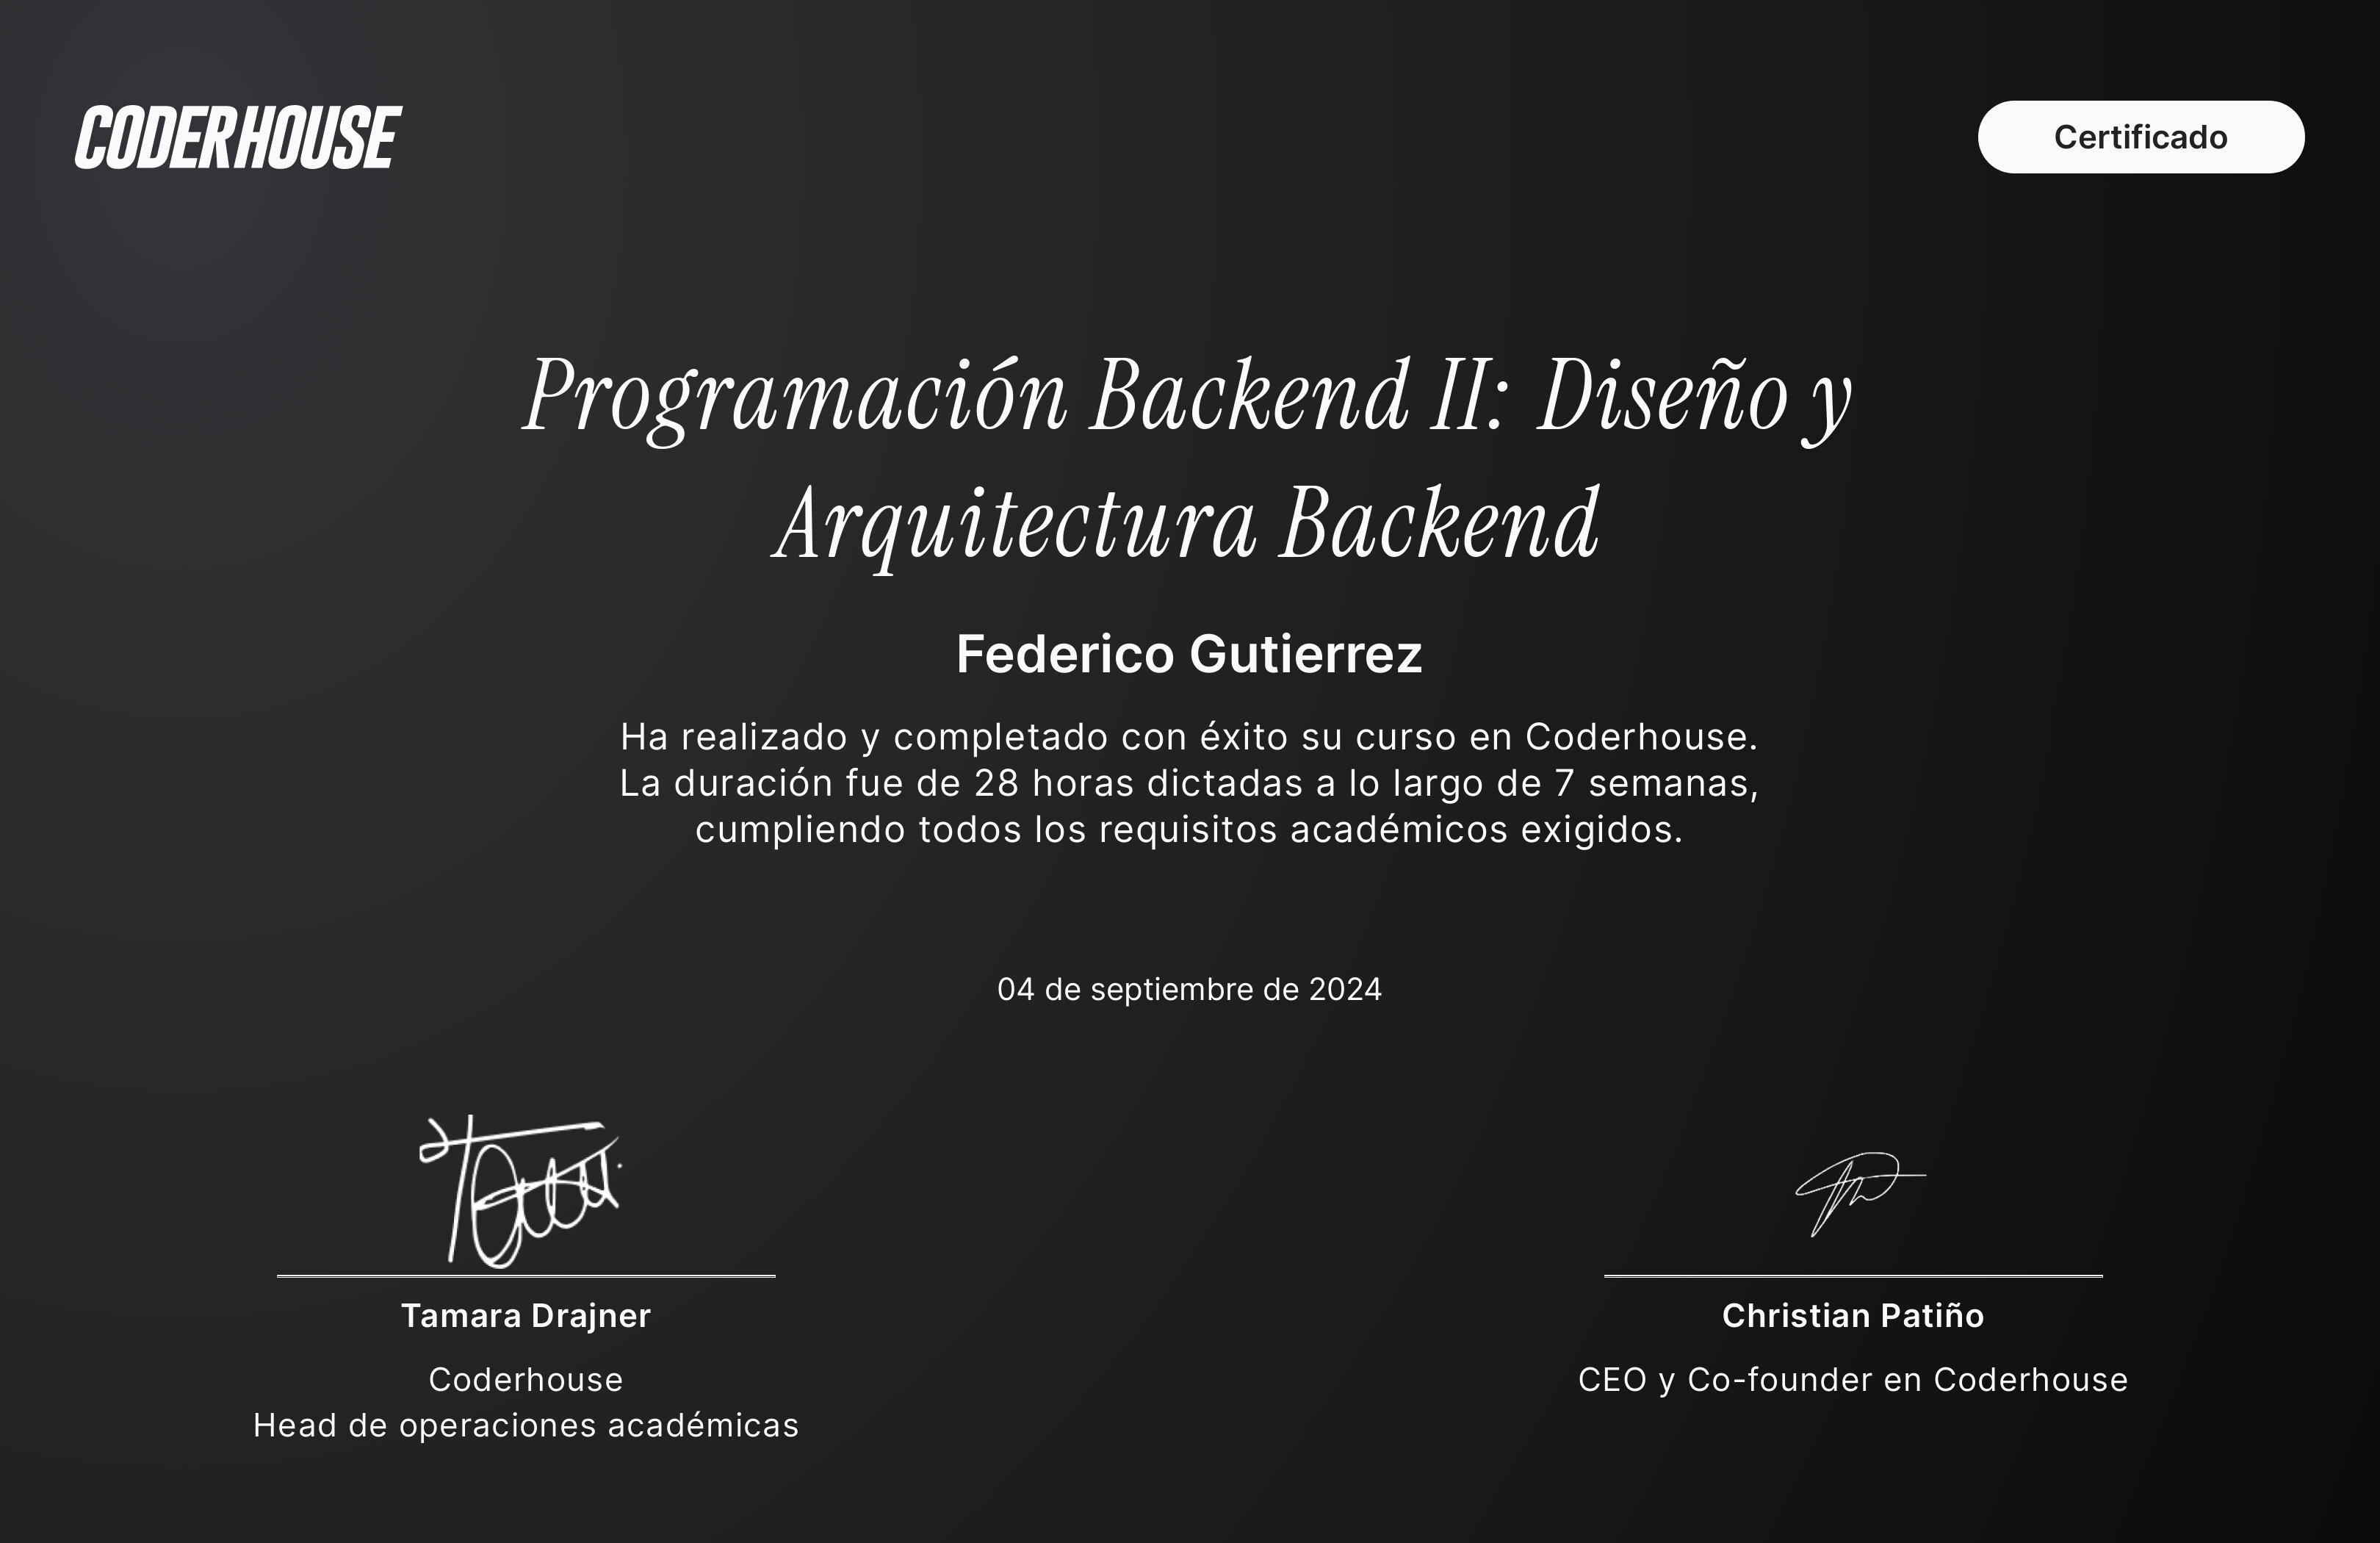 CODERHOUSE
Certificado
Programación Backend II: Diseño y
Arquitectura Backend
Federico Gutierrez
Ha realizado y completado con éxito su curso en Coderhouse.
La duración fue de 28 horas dictadas a lo largo de 7 semanas,
cumpliendo todos los requisitos académicos exigidos.
04 de septiembre de 2024
Tamara Drajner
Coderhouse
Head de operaciones académicas
Christian Patiño
CEO y Co-founder en Coderhouse